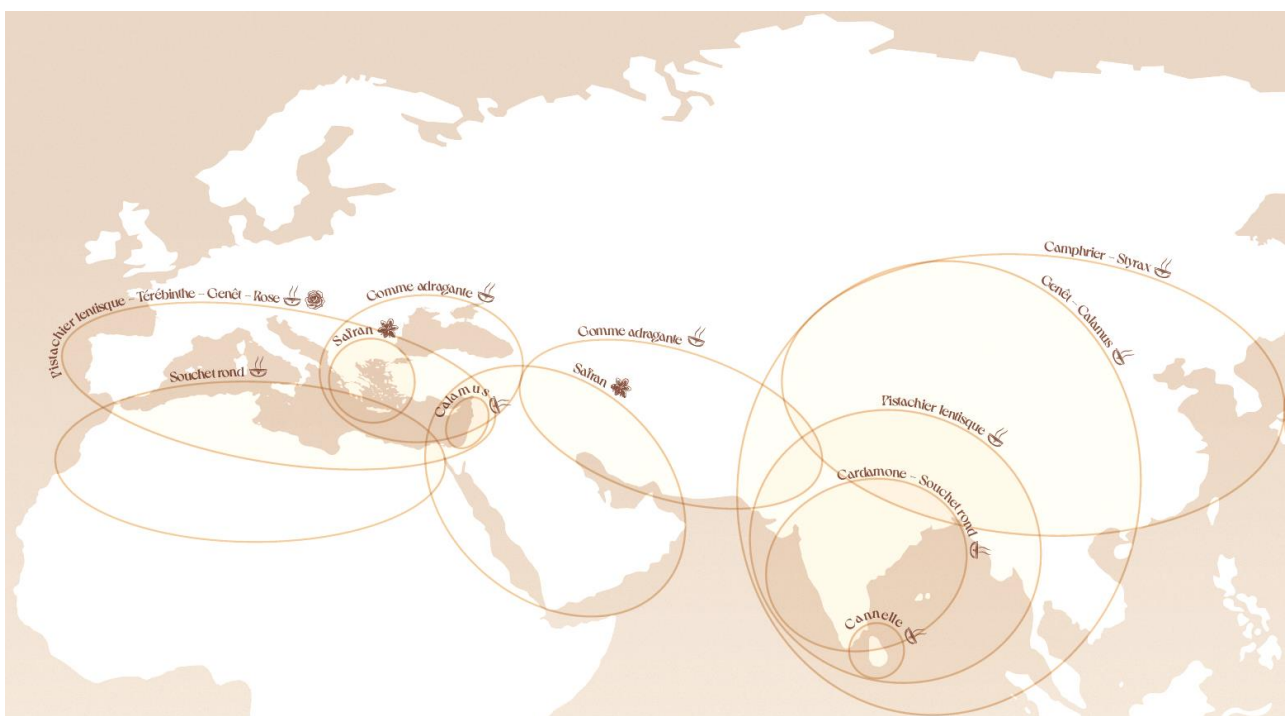 Camphrier – Styrax
Genêt – Calamus
Pistachier lentisque – Térébinthe – Genêt – Rose
Gomme adragante
Safran
Gomme adragante
Souchet rond
Safran
Calamus
Pistachier lentisque
Cardamone – Souchet rond
Cannelle